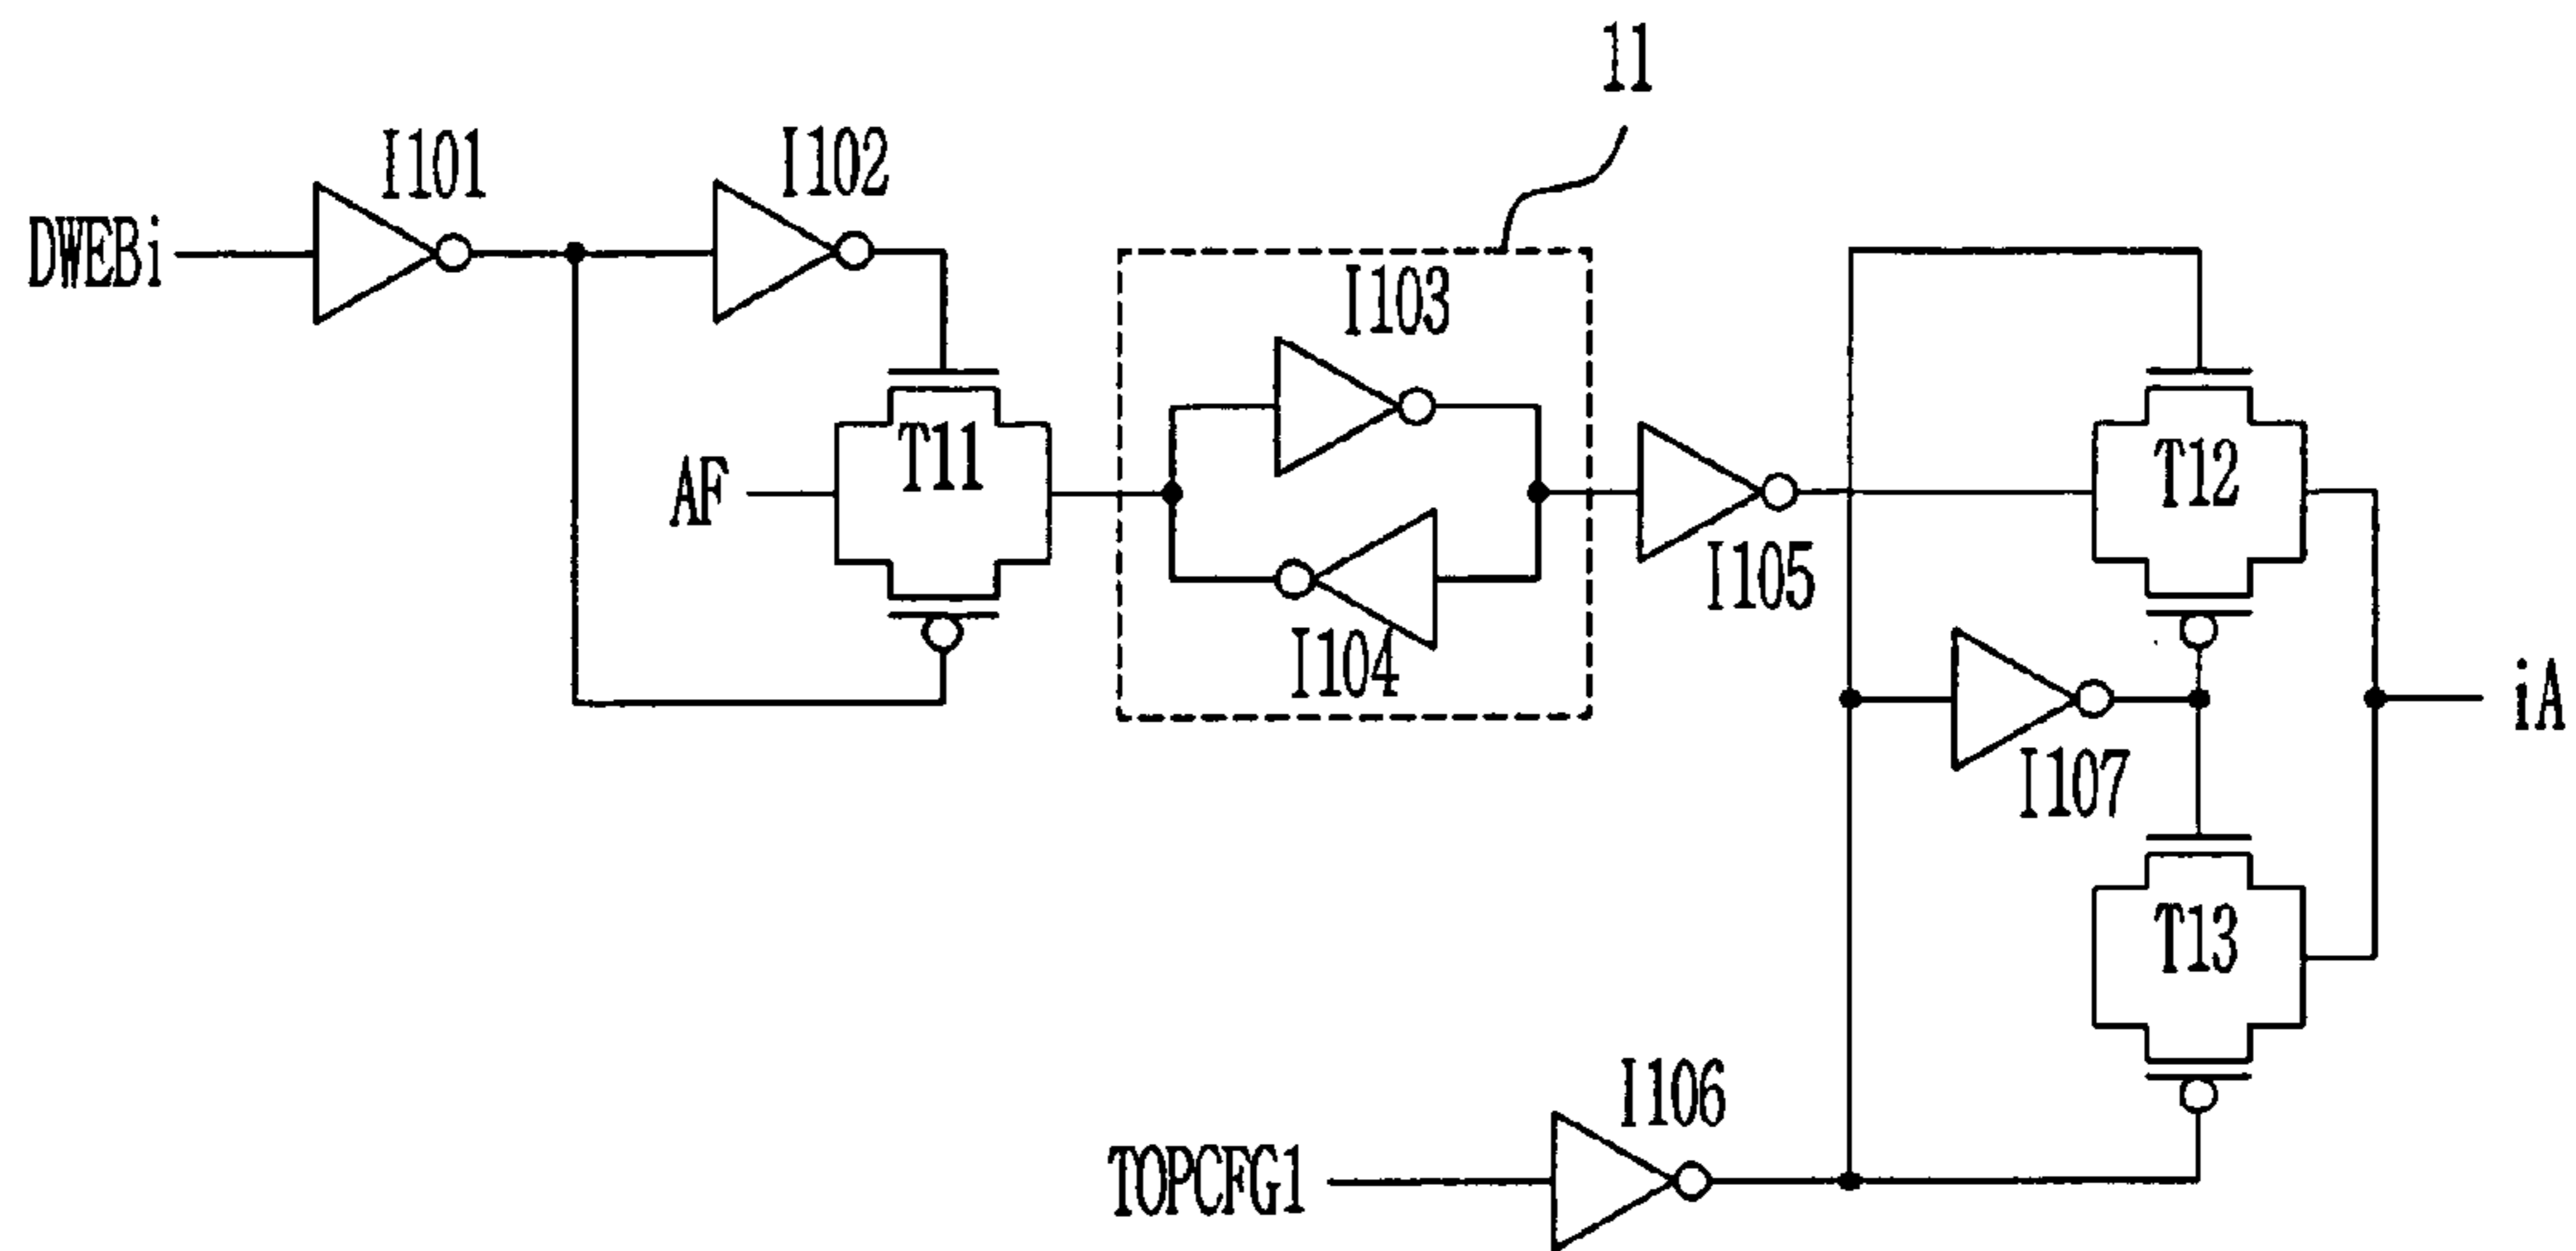 11
I101
I102
DWEBi
I103
T11
T12
AF
I105
I104
iA
I107
T13
I106
TOPCFG1